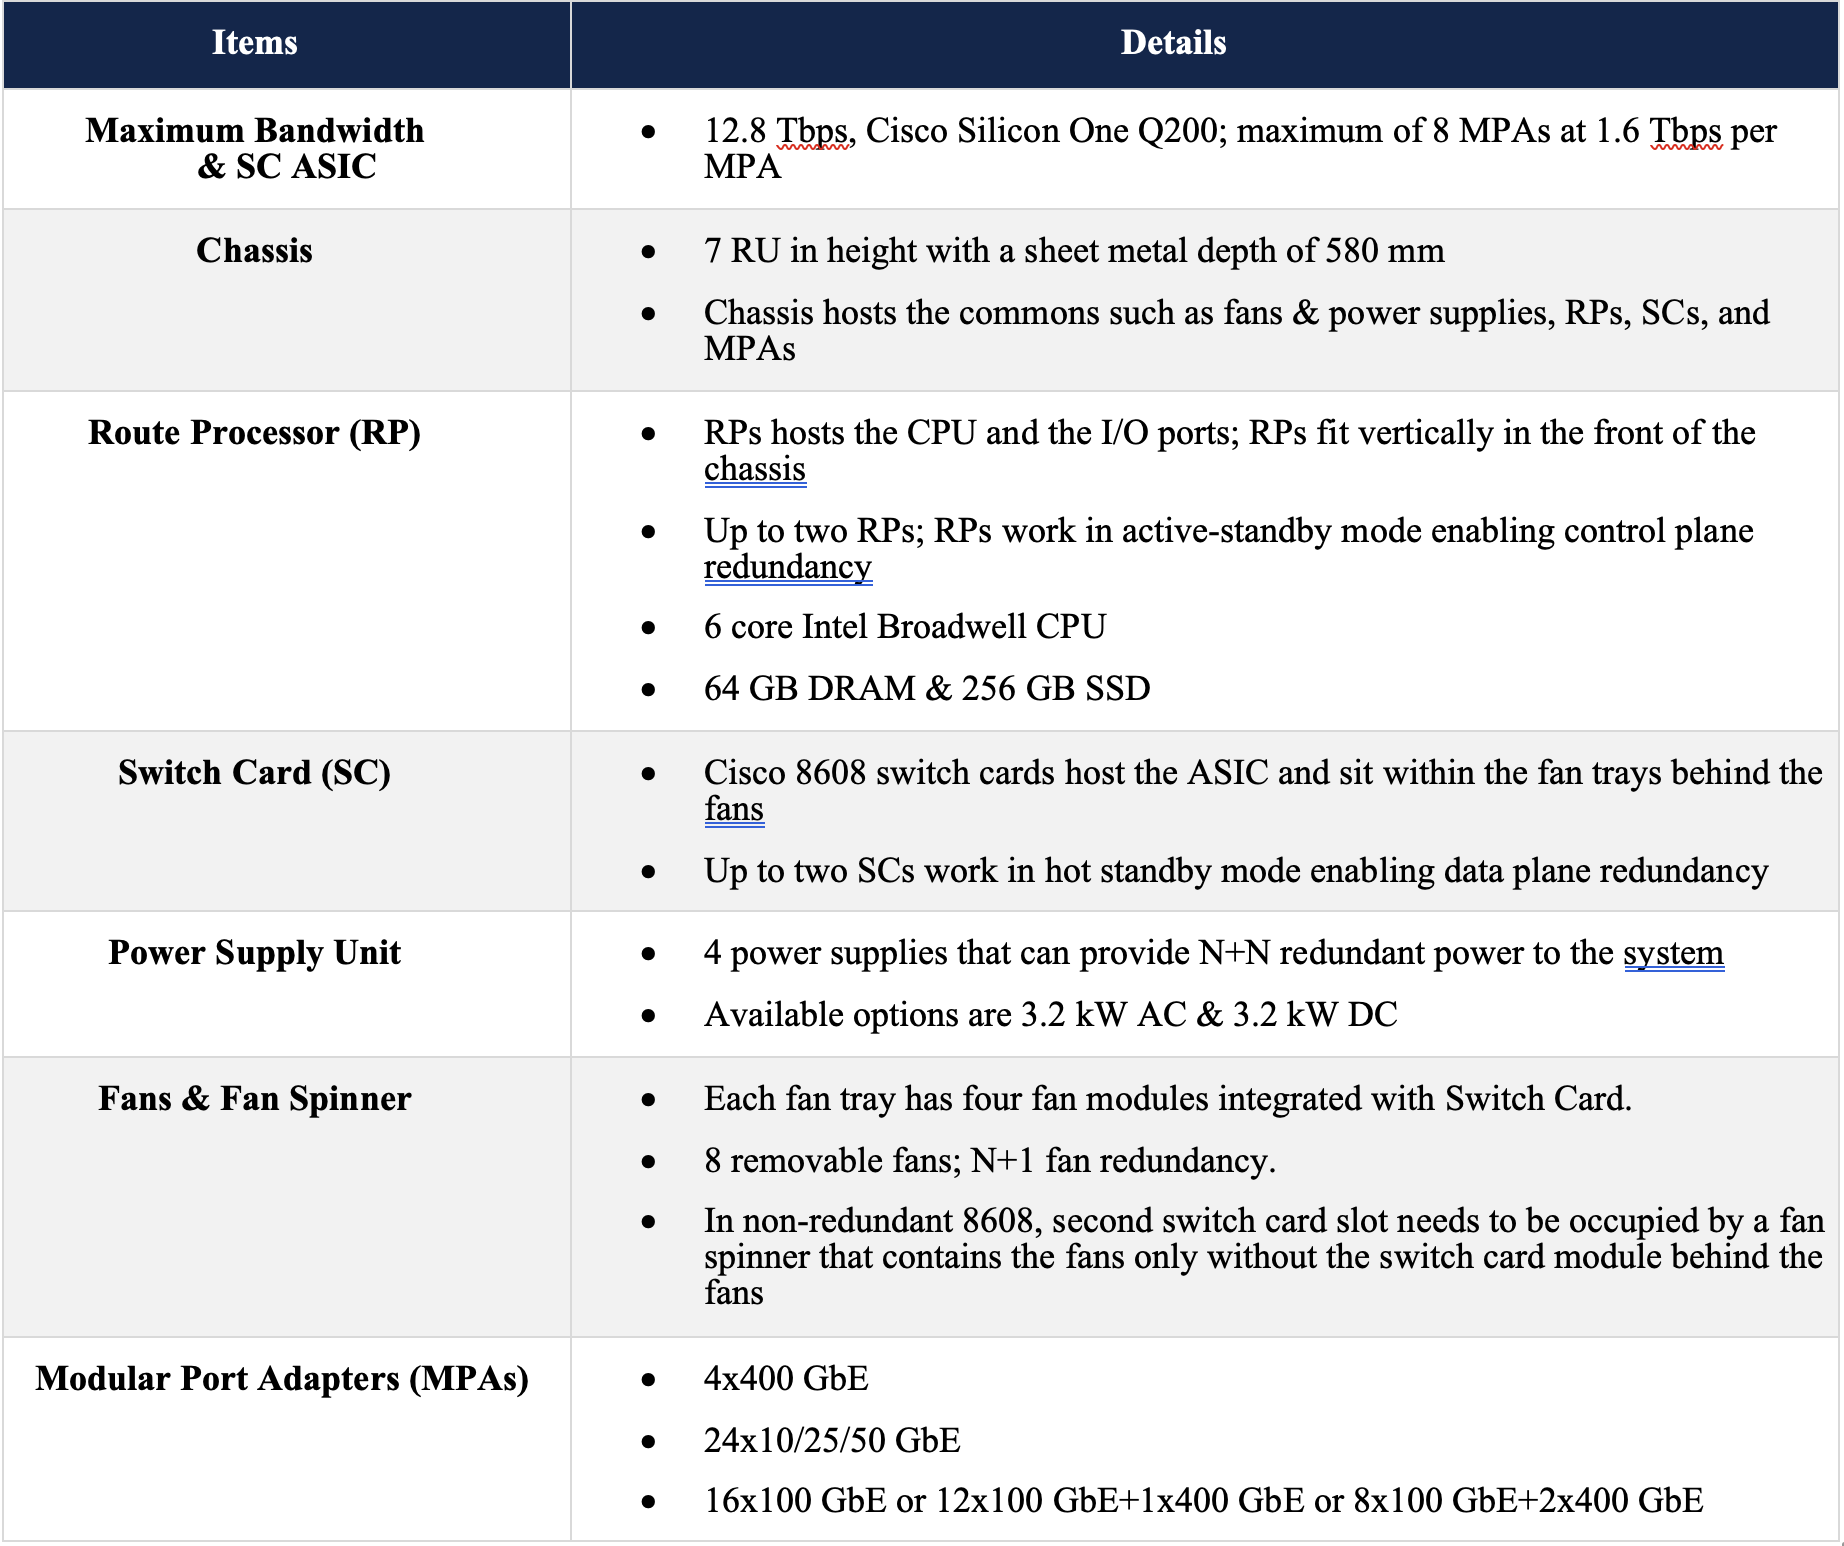 Items
Details
Maximum Bandwidth
& SC ASIC
• 12.8 Tbps, Cisco Silicon One Q200; maximum of 8 MPAs at 1.6 Tbps per
MPA
Chassis
• 7 RU in height with a sheet metal depth of 580 mm
• Chassis hosts the commons such as fans & power supplies, RPs, SCs, and
MPAs
Route Processor (RP)
• RPs hosts the CPU and the I/O ports; RPs fit vertically in the front of the
chassis
• Up to two RPs; RPs work in active-standby mode enabling control plane
redundancy
• 6 core Intel Broadwell CPU
• 64 GB DRAM & 256 GB SSD
Switch Card (SC)
• Cisco 8608 switch cards host the ASIC and sit within the fan trays behind the
fans
• Up to two SCs work in hot standby mode enabling data plane redundancy
Power Supply Unit
• 4 power supplies that can provide N+N redundant power to the system
• Available options are 3.2 kW AC & 3.2 kW DC
Fans & Fan Spinner
• Each fan tray has four fan modules integrated with Switch Card.
• 8 removable fans; N+1 fan redundancy.
• In non-redundant 8608, second switch card slot needs to be occupied by a fan
spinner that contains the fans only without the switch card module behind the
fans
Modular Port Adapters (MPAs)
• 4x400 GbE
• 24x10/25/50 GbE
• 16x100 GbE or 12x100 GbE+1x400 GbE or 8x100 GbE+2x400 GbE